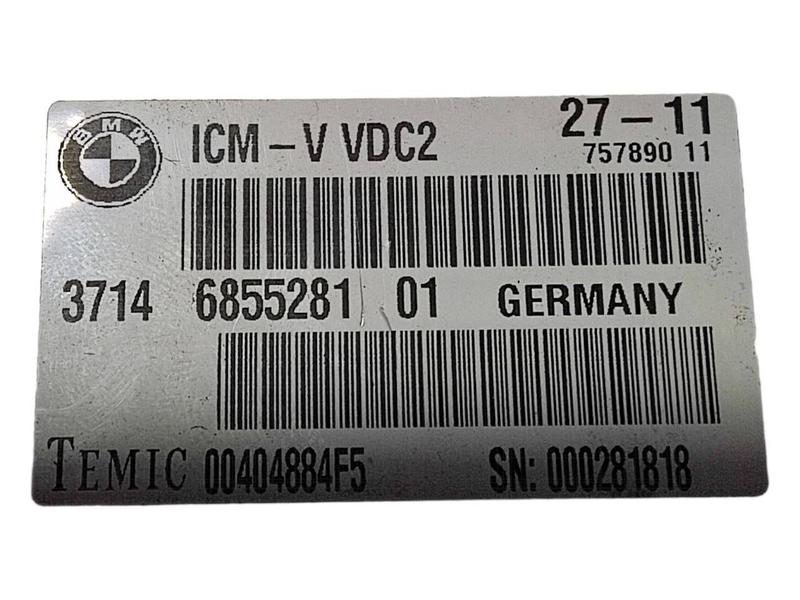 BMW
ICM-V VDC2
27-11
757890 11
3714 6855281 01 GERMANY
TEMIC 00404884F5 SN: 000281818